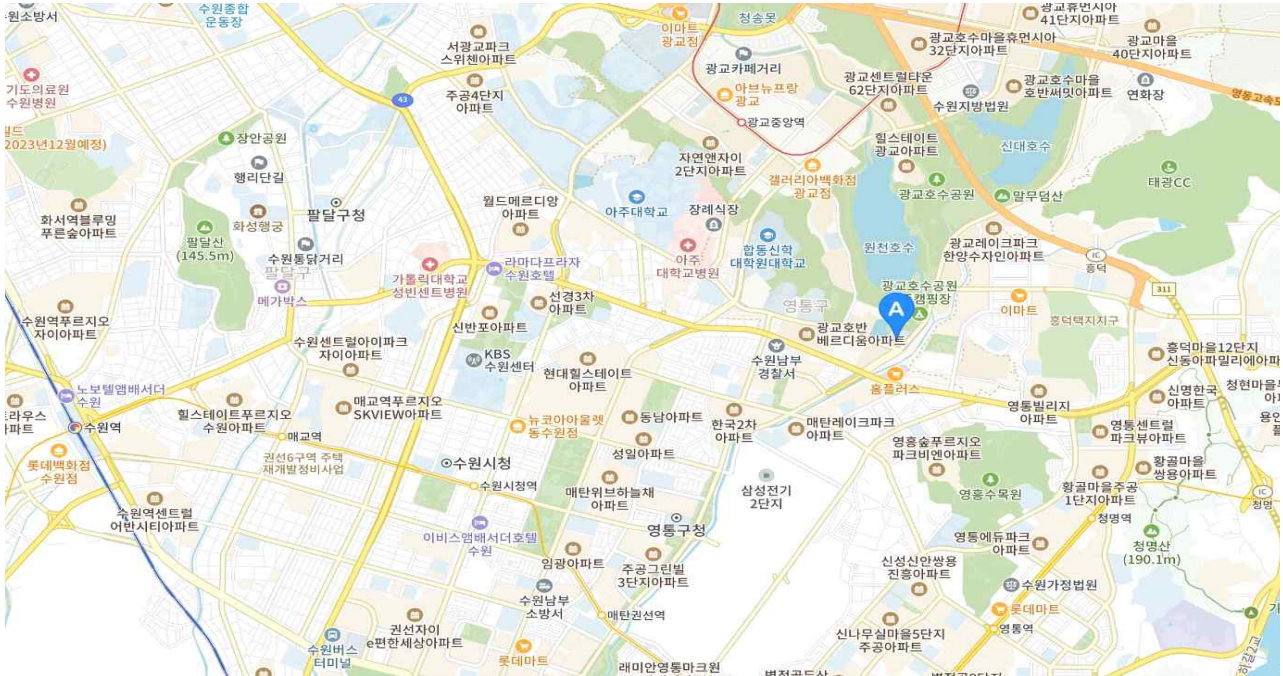 수원소방서
수원종합
운동장
이마트
광교점
청송못
광교휴먼시아
41단지아파트
서광교파크
스위첸아파트
광교카페거리
광교호수마을휴먼시아
32단지아파트
광교마을
40단지아파트
기도의료원
수원병원
43
주공4단지
아파트
아브뉴프랑
광교
광교센트럴타운
62단지아파트
수원지방법원
광교호수마을
호반써밋아파트
연화장
영동고속도
월드
2023년12월예정)
장안공원
광교중앙역
힐스테이트
광교아파트
신대호수
행리단길
자연앤자이
2단지아파트
갤러리아백화점
광교점
광교호수공원
말무덤산
태광CC
화서역블루밍
푸른숲아파트
화성행궁
팔달구청
월드메르디앙
아파트
아주대학교
장례식장
팔달산
(145.5m)
수원통닭거리
팔달구
메가박스
가톨릭대학교
성빈센트병원
라마다프라자
수원호텔
아주
대학교병원
합동신학
대학원대학교
원천호수
광교레이크파크
한양수자인아파트
IC
흥덕
311
수원역푸르지오
자이아파트
선경3차
아파트
신반포아파트
영통구
광교호수공원
캠핑장
A
이마트
흥덕택지지구
수원센트럴아이파크
자이아파트
KBS
수원센터
현대힐스테이트
아파트
수원남부
경찰서
광교호반
베르디움아파트
홈플러스
흥덕마을12단지
신동아파밀리에아파
노보텔앰배서더
수원
힐스테이트푸르지오
수원아파트
매교역푸르지오
SKVIEW아파트
뉴코아아울렛
동수원점
동남아파트
한국2차
아파트
매탄레이크파크
아파트
영통빌리지
아파트
신명한국
아파트
수원역
매교역
롯데백화점
수원점
권선6구역 주택
재개발정비사업
수원시청
성일아파트
영흥숲푸르지오
파크비엔아파트
영통센트럴
파크뷰아파트
수원시청역
매탄위브하늘채
아파트
삼성전기
2단지
영흥수목원
황골마을주공
1단지아파트
황골마을
쌍용아파트
IC
청명
수원역센트럴
어반시티아파트
이비스앰배서더호텔
수원
영통구청
청명역
임광아파트
주공그린빌
3단지아파트
신성신안쌍용
진흥아파트
영통에듀파크
아파트
청명산
(190.1m)
수원남부
소방서
매탄권선역
수원가정법원
롯데마트
권선자이
e편한세상아파트
수원버스
터미널
롯데마트
래미안영통마크원
신나무실마을5단지
주공아파트
영통역
하갈2교